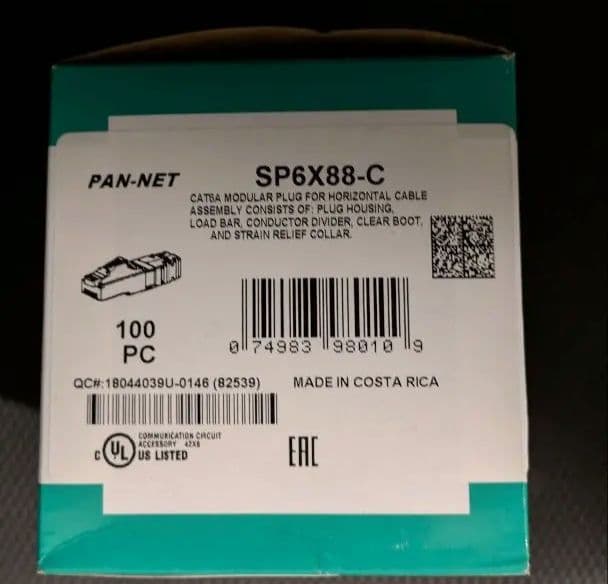 PAN-NET
SP6X88-C
CAT6A MODULAR PLUG FOR HORIZONTAL CABLE
ASSEMBLY CONSISTS OF: PLUG HOUSING,
LOAD BAR, CONDUCTOR DIVIDER, CLEAR BOOT,
AND STRAIN RELIEF COLLAR.
100
PC
0 74983 98010 9
QC#:18044039U-0146 (82539)
MADE IN COSTA RICA
COMMUNICATION CIRCUIT
ACCESSORY 42X8
C UL US LISTED
EAC